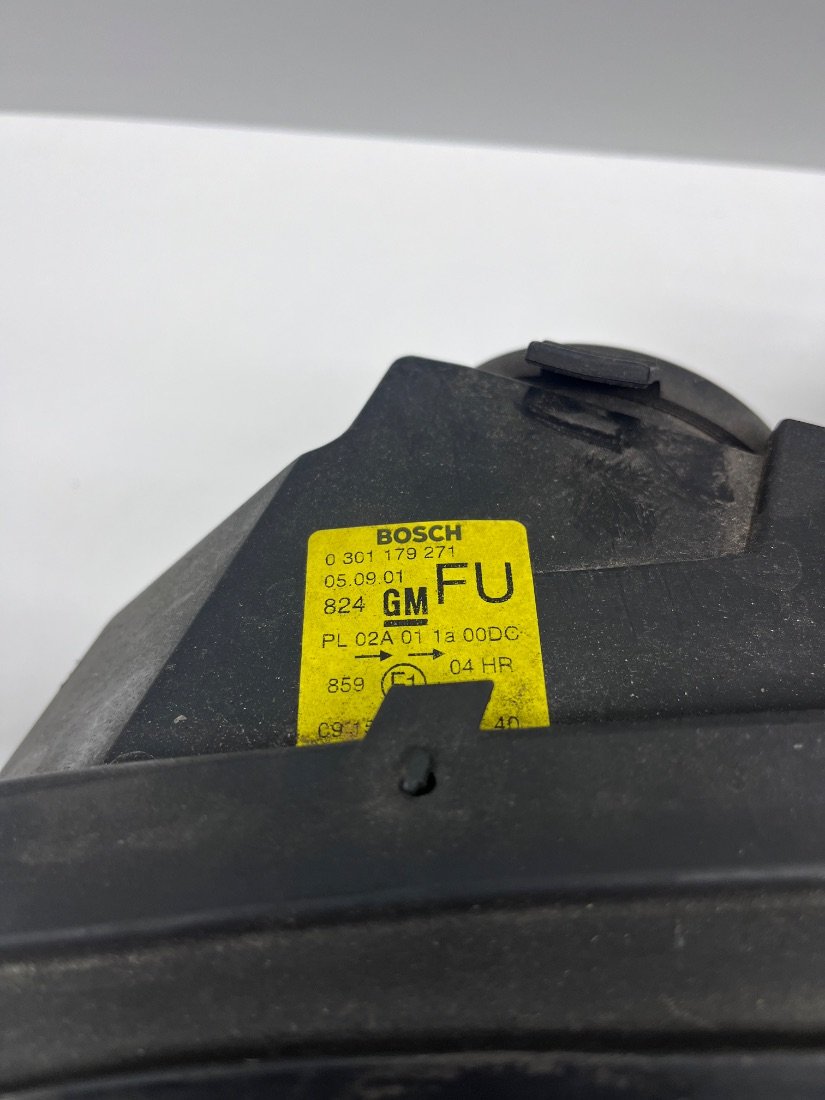 BOSCH
0 301 179 271
05.09.01
FU
824 GM
PL 02A 01 1a 00DC
→ → 04 HR
859 E1
40